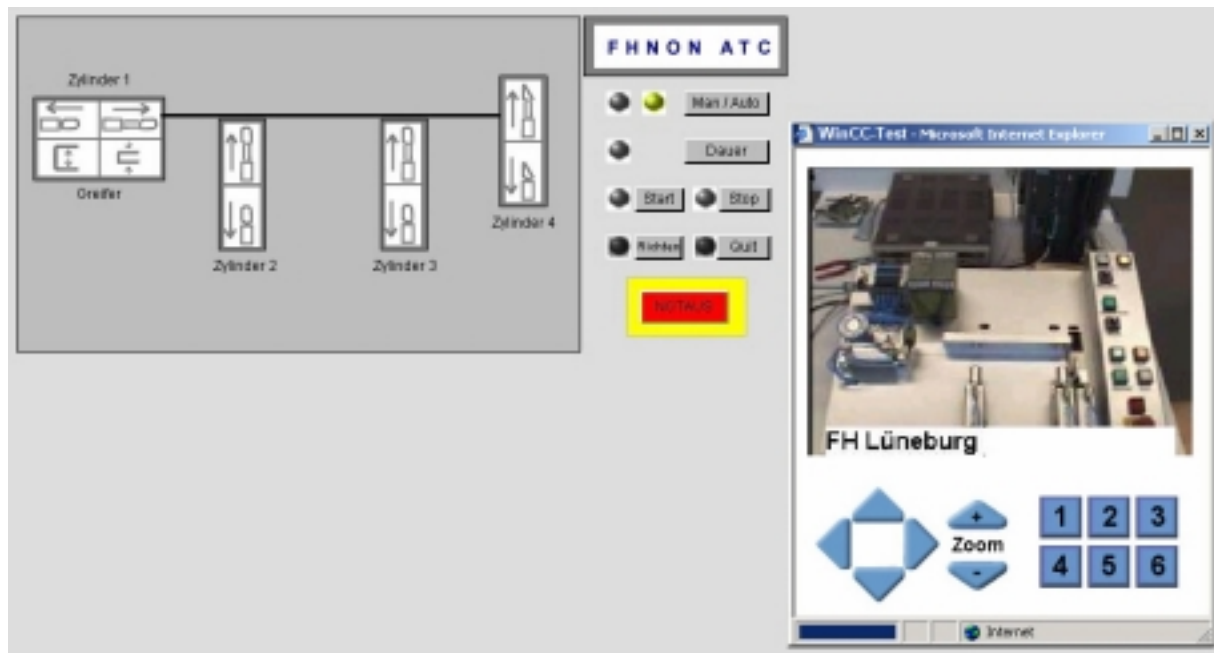 Zylinder 1
Greifer
Zylinder 2
Zylinder 3
Zylinder 4
FHNON ATC
Man / Auto
Dauer
Start
Stop
Richten
Quit
NOTAUS
WinCC-Test - Microsoft Internet Explorer
FH Lüneburg
+
Zoom
-
1 2 3
4 5 6
Internet